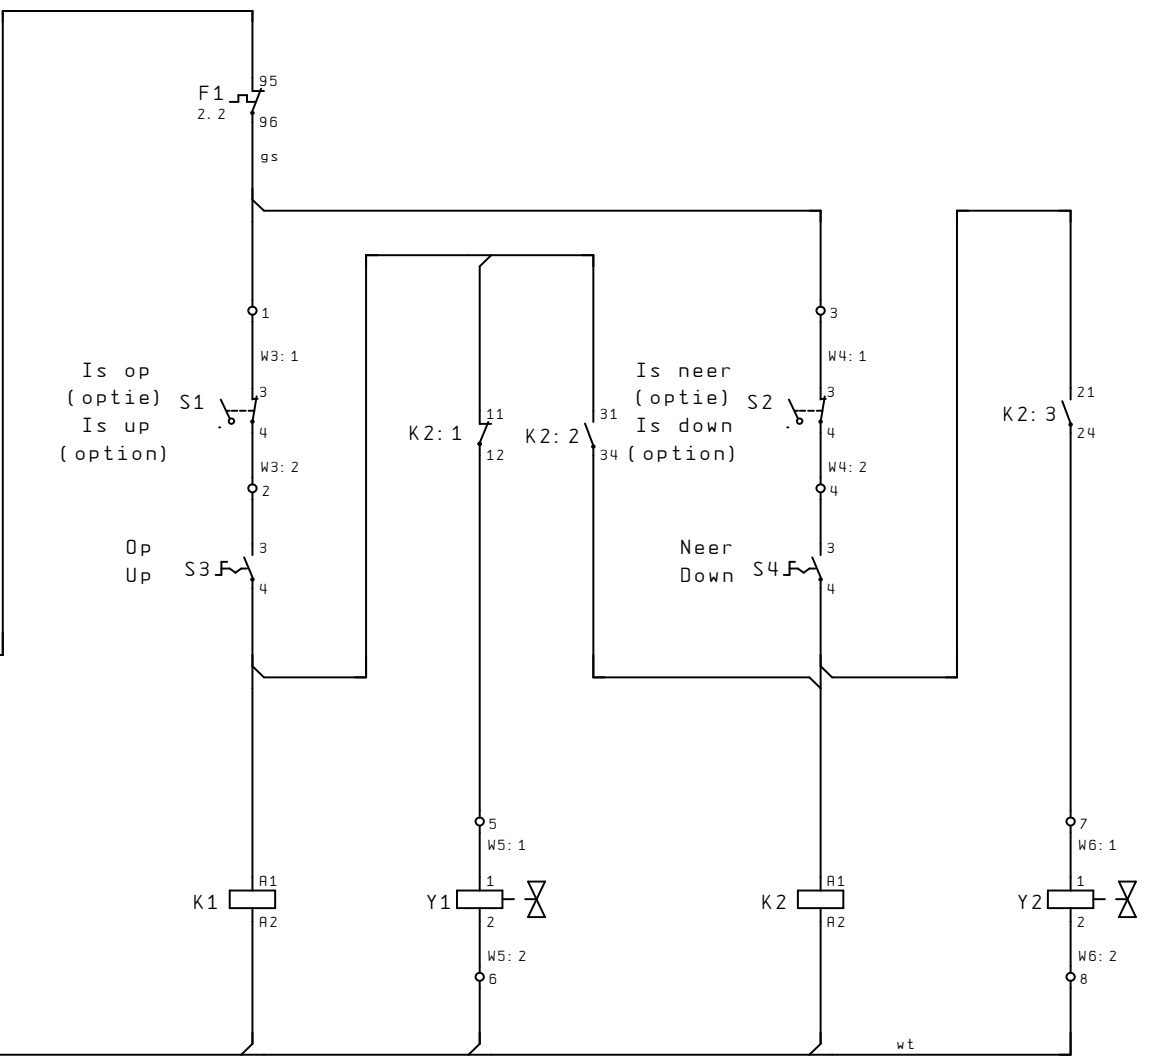 95
F1
2.2
96
gs
1
3
W3:1
W4:1
Is op
(optie)
Is up
(option)
S1
3
4
W3:2
2
K2:1
11
12
K2:2
31
34
Is neer
(optie)
Is down
(option)
S2
3
4
W4:2
4
K2:3
21
24
Op
Up
S3
3
4
Neer
Down
S4
3
4
5
W5:1
7
W6:1
K1
A1
A2
Y1
1
2
K2
A1
A2
Y2
1
2
W5:2
6
W6:2
8
wt